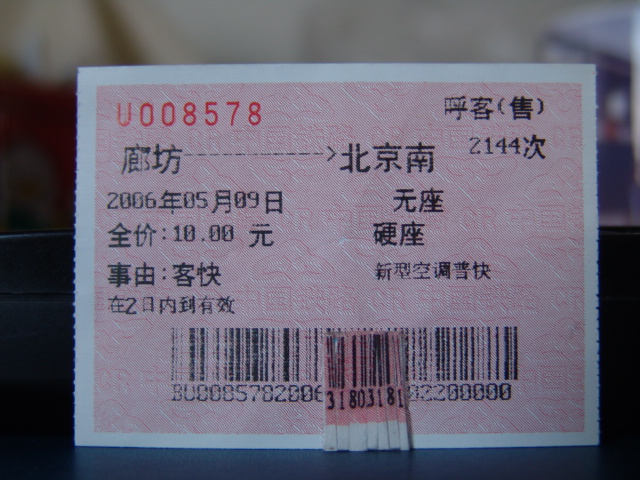 U008578
呼客(售)
廊坊------------>北京南
2144次
2006年05月09日
无座
全价:10.00 元
硬座
事由:客快
新型空调普快
在2日内到有效
31803181
02200000